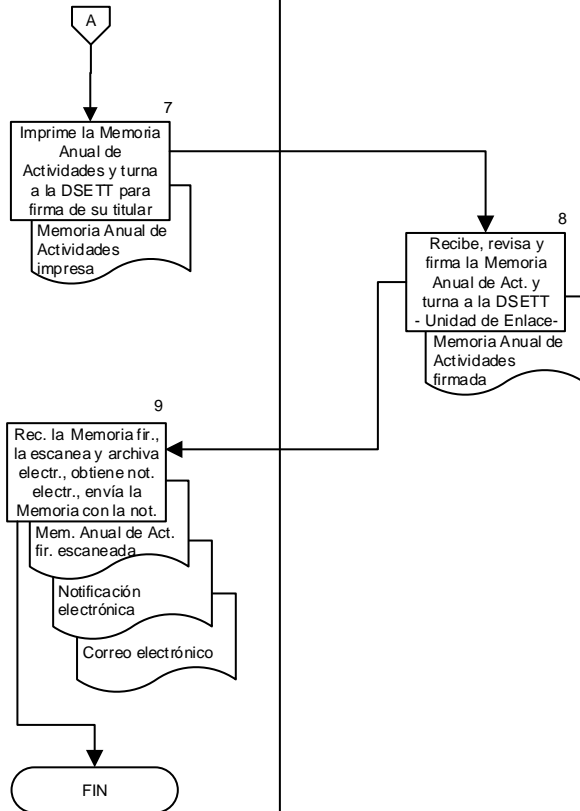 A
7
Imprime la Memoria
Anual de
Actividades y turna
a la DSETT para
firma de su titular
Memoria Anual de
Actividades
impresa
8
Recibe, revisa y
firma la Memoria
Anual de Act. y
turna a la DSETT
- Unidad de Enlace-
Memoria Anual de
Actividades
firmada
9
Rec. la Memoria fir.,
la escanea y archiva
electr., obtiene not.
electr., envía la
Memoria con la not.
Mem. Anual de Act.
fir. escaneada
Notificación
electrónica
Correo electrónico
FIN